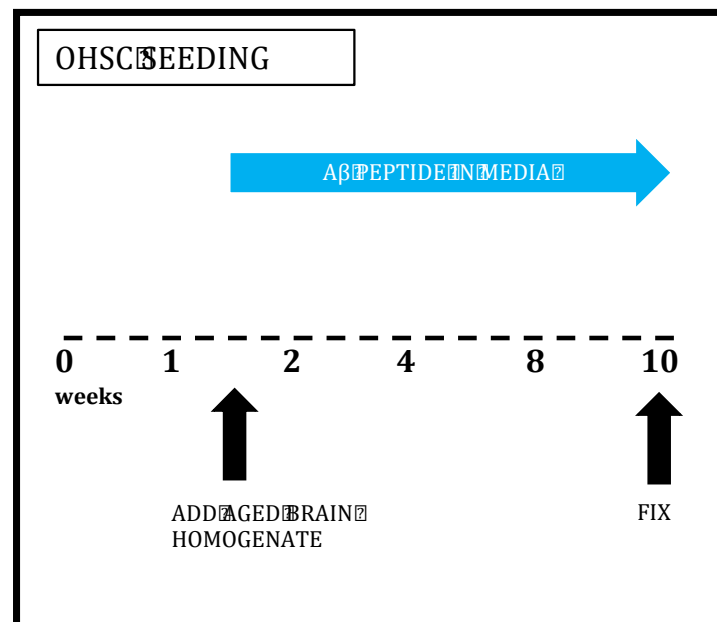 OHSC SEEDING
Aβ PEPTIDE IN MEDIA
0 1 2 4 8 10
weeks
ADD AGED BRAIN
HOMOGENATE
FIX